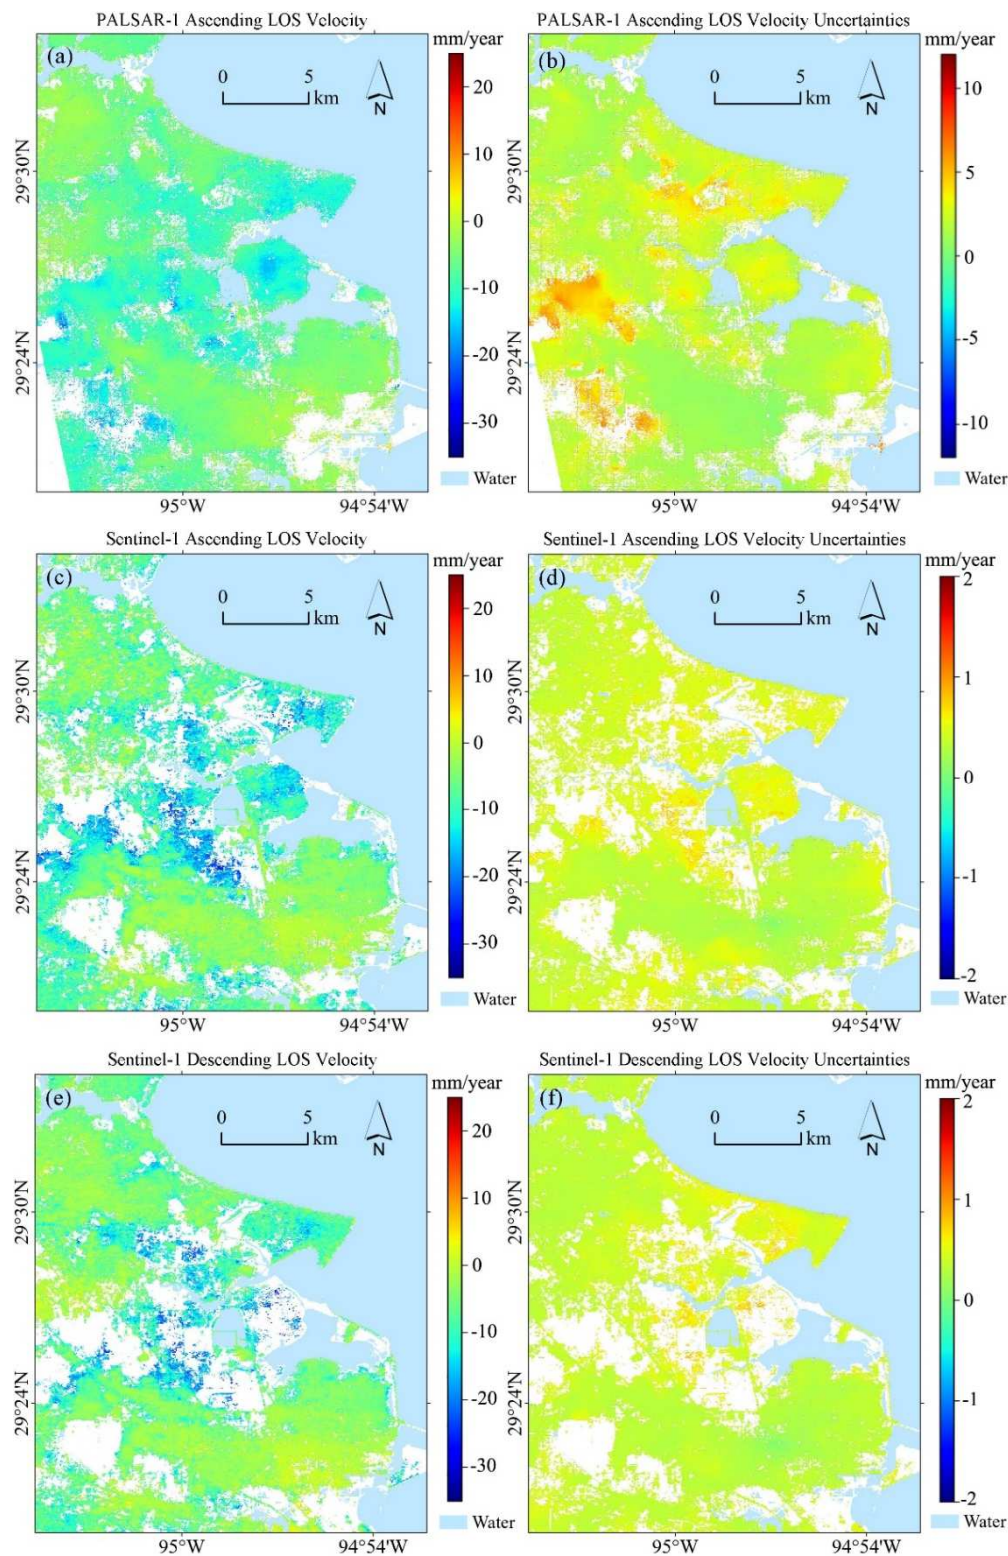 PALSAR-1 Ascending LOS Velocity
PALSAR-1 Ascending LOS Velocity Uncertainties
(a)
0 5
km
N
mm/year
20
10
0
-10
-20
-30
Water
29°30'N
29°24'N
95°W 94°54'W
(b)
0 5
km
N
mm/year
10
5
0
-5
-10
Water
29°30'N
29°24'N
95°W 94°54'W
Sentinel-1 Ascending LOS Velocity
Sentinel-1 Ascending LOS Velocity Uncertainties
(c)
0 5
km
N
mm/year
20
10
0
-10
-20
-30
Water
29°30'N
29°24'N
95°W 94°54'W
(d)
0 5
km
N
mm/year
2
1
0
-1
-2
Water
29°30'N
29°24'N
95°W 94°54'W
Sentinel-1 Descending LOS Velocity
Sentinel-1 Descending LOS Velocity Uncertainties
(e)
0 5
km
N
mm/year
20
10
0
-10
-20
-30
Water
29°30'N
29°24'N
95°W 94°54'W
(f)
0 5
km
N
mm/year
2
1
0
-1
-2
Water
29°30'N
29°24'N
95°W 94°54'W